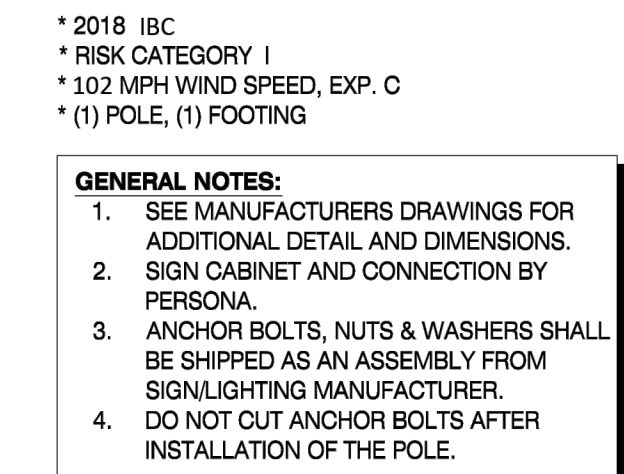 * 2018 IBC
* RISK CATEGORY I
* 102 MPH WIND SPEED, EXP. C
* (1) POLE, (1) FOOTING
GENERAL NOTES:
1. SEE MANUFACTURERS DRAWINGS FOR
ADDITIONAL DETAIL AND DIMENSIONS.
2. SIGN CABINET AND CONNECTION BY
PERSONA.
3. ANCHOR BOLTS, NUTS & WASHERS SHALL
BE SHIPPED AS AN ASSEMBLY FROM
SIGN/LIGHTING MANUFACTURER.
4. DO NOT CUT ANCHOR BOLTS AFTER
INSTALLATION OF THE POLE.